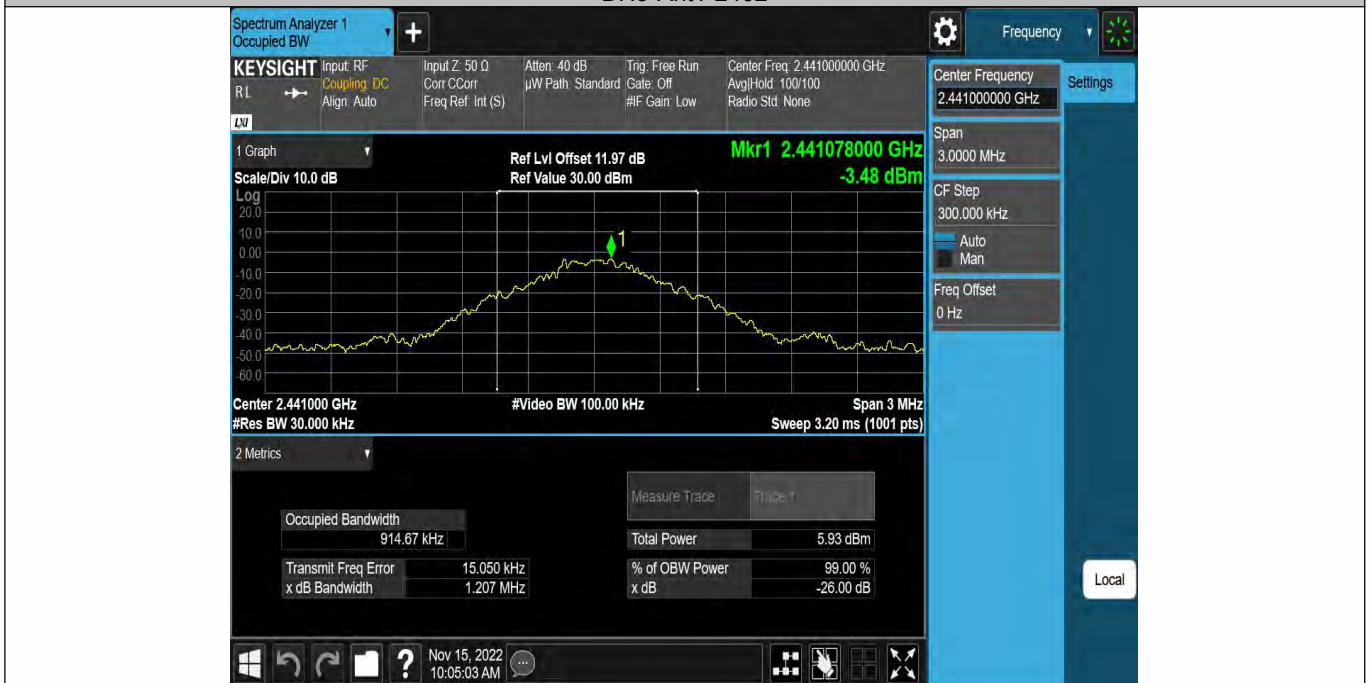 Spectrum Analyzer 1
Occupied BW
Frequency
KEYSIGHT
RL
LXI
Input: RF
Coupling: DC
Align: Auto
Input Z: 50 Ω
Corr CCorr
Freq Ref: Int (S)
Atten: 40 dB
µW Path: Standard
Trig: Free Run
Gate: Off
#IF Gain: Low
Center Freq: 2.441000000 GHz
Avg|Hold: 100/100
Radio Std: None
Center Frequency
2.441000000 GHz
Settings
Span
3.0000 MHz
CF Step
300.000 kHz
Auto
Man
Freq Offset
0 Hz
Local
1 Graph
Scale/Div 10.0 dB
Ref Lvl Offset 11.97 dB
Ref Value 30.00 dBm
Mkr1 2.441078000 GHz
-3.48 dBm
Log
20.0
10.0
0.00
-10.0
-20.0
-30.0
-40.0
-50.0
-60.0
1
Center 2.441000 GHz
#Video BW 100.00 kHz
Span 3 MHz
#Res BW 30.000 kHz
Sweep 3.20 ms (1001 pts)
2 Metrics
Measure Trace
Trace 1
Occupied Bandwidth
914.67 kHz
Total Power
5.93 dBm
Transmit Freq Error
15.050 kHz
% of OBW Power
99.00 %
x dB Bandwidth
1.207 MHz
x dB
-26.00 dB
?
Nov 15, 2022
10:05:03 AM